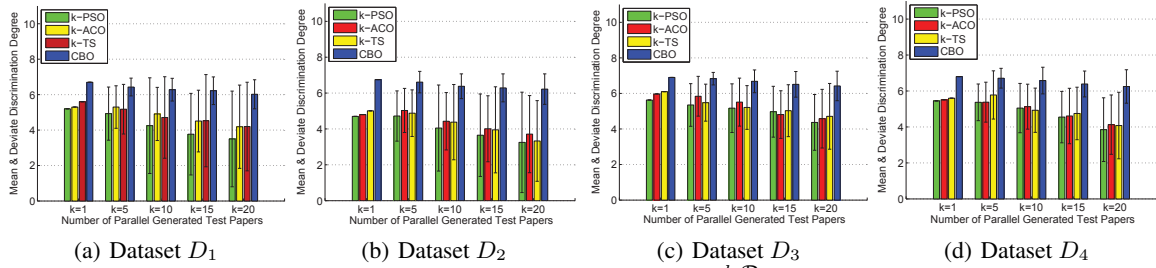 Mean & Deviate Discrimination Degree
10
8
6
4
2
0
k-PSO
k-ACO
k-TS
CBO
k=1 k=5 k=10 k=15 k=20
Number of Parallel Generated Test Papers
(a) Dataset D1
Mean & Deviate Discrimination Degree
10
8
6
4
2
0
k-PSO
k-ACO
k-TS
CBO
k=1 k=5 k=10 k=15 k=20
Number of Parallel Generated Test Papers
(b) Dataset D2
Mean & Deviate Discrimination Degree
10
8
6
4
2
0
k-PSO
k-ACO
k-TS
CBO
k=1 k=5 k=10 k=15 k=20
Number of Parallel Generated Test Papers
(c) Dataset D3
Mean & Deviate Discrimination Degree
10
8
6
4
2
0
k-PSO
k-ACO
k-TS
CBO
k=1 k=5 k=10 k=15 k=20
Number of Parallel Generated Test Papers
(d) Dataset D4